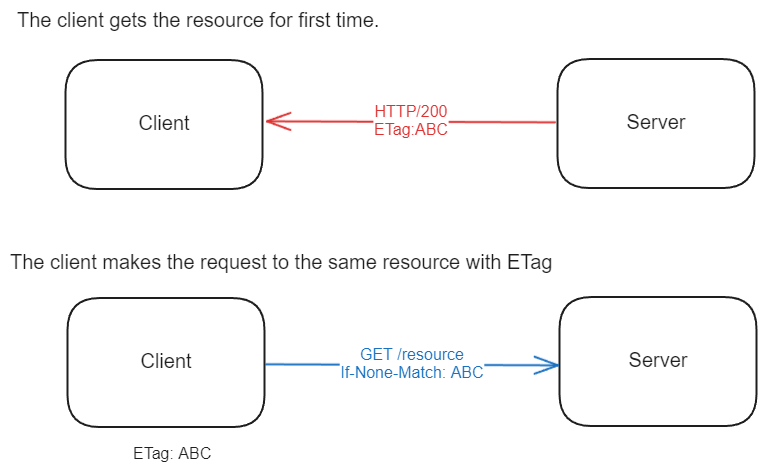 The client gets the resource for first time.
Client
HTTP/200
ETag:ABC
Server
The client makes the request to the same resource with ETag
Client
GET /resource
If-None-Match: ABC
Server
ETag: ABC